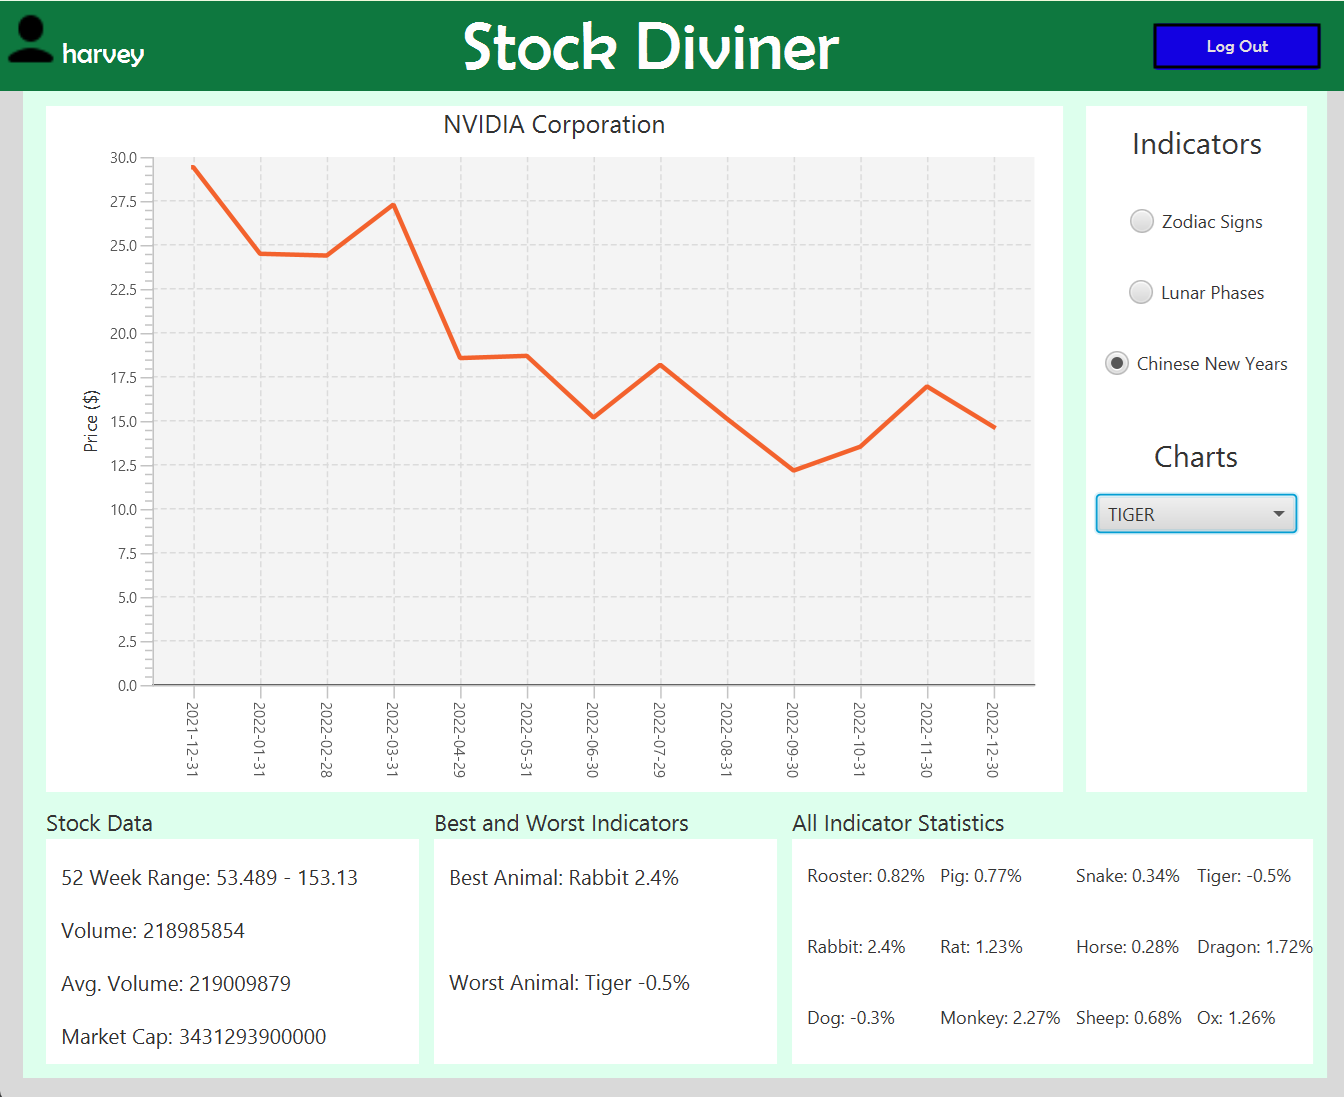 harvey
Stock Diviner
Log Out
NVIDIA Corporation
Price ($)
30.0
27.5
25.0
22.5
20.0
17.5
15.0
12.5
10.0
7.5
5.0
2.5
0.0
2021-12-31
2022-01-31
2022-02-28
2022-03-31
2022-04-29
2022-05-31
2022-06-30
2022-07-29
2022-08-31
2022-09-30
2022-10-31
2022-11-30
2022-12-30
Indicators
Zodiac Signs
Lunar Phases
Chinese New Years
Charts
TIGER
Stock Data
52 Week Range: 53.489 - 153.13
Volume: 218985854
Avg. Volume: 219009879
Market Cap: 3431293900000
Best and Worst Indicators
Best Animal: Rabbit 2.4%
Worst Animal: Tiger -0.5%
All Indicator Statistics
Rooster: 0.82% Pig: 0.77% Snake: 0.34% Tiger: -0.5%
Rabbit: 2.4% Rat: 1.23% Horse: 0.28% Dragon: 1.72%
Dog: -0.3% Monkey: 2.27% Sheep: 0.68% Ox: 1.26%